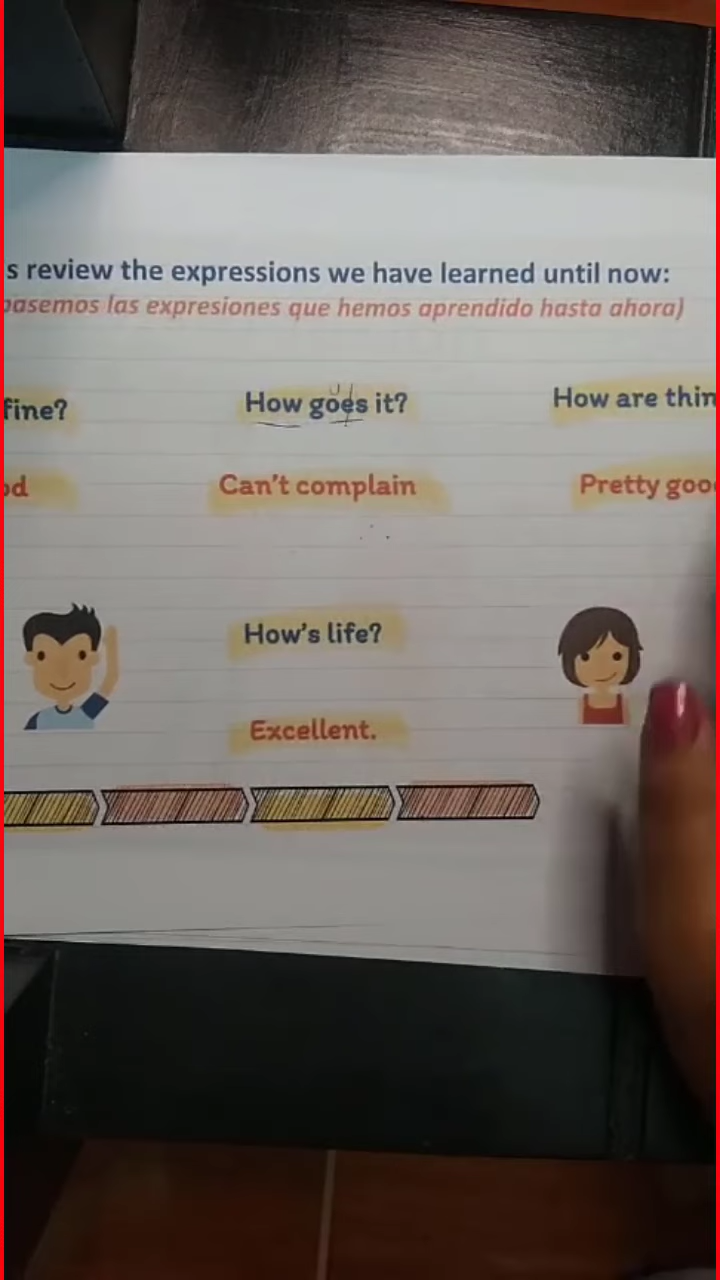 s review the expressions we have learned until now:
pasemos las expresiones que hemos aprendido hasta ahora)
fine? How goes it? How are thin
od Can't complain Pretty goo
How's life?
Excellent.